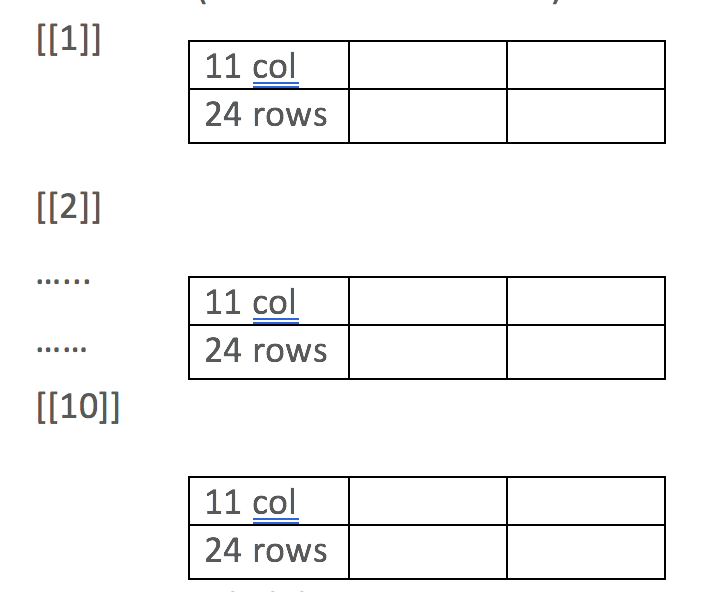 [[1]]
11 col
24 rows
[[2]]
......
11 col
24 rows
......
[[10]]
11 col
24 rows